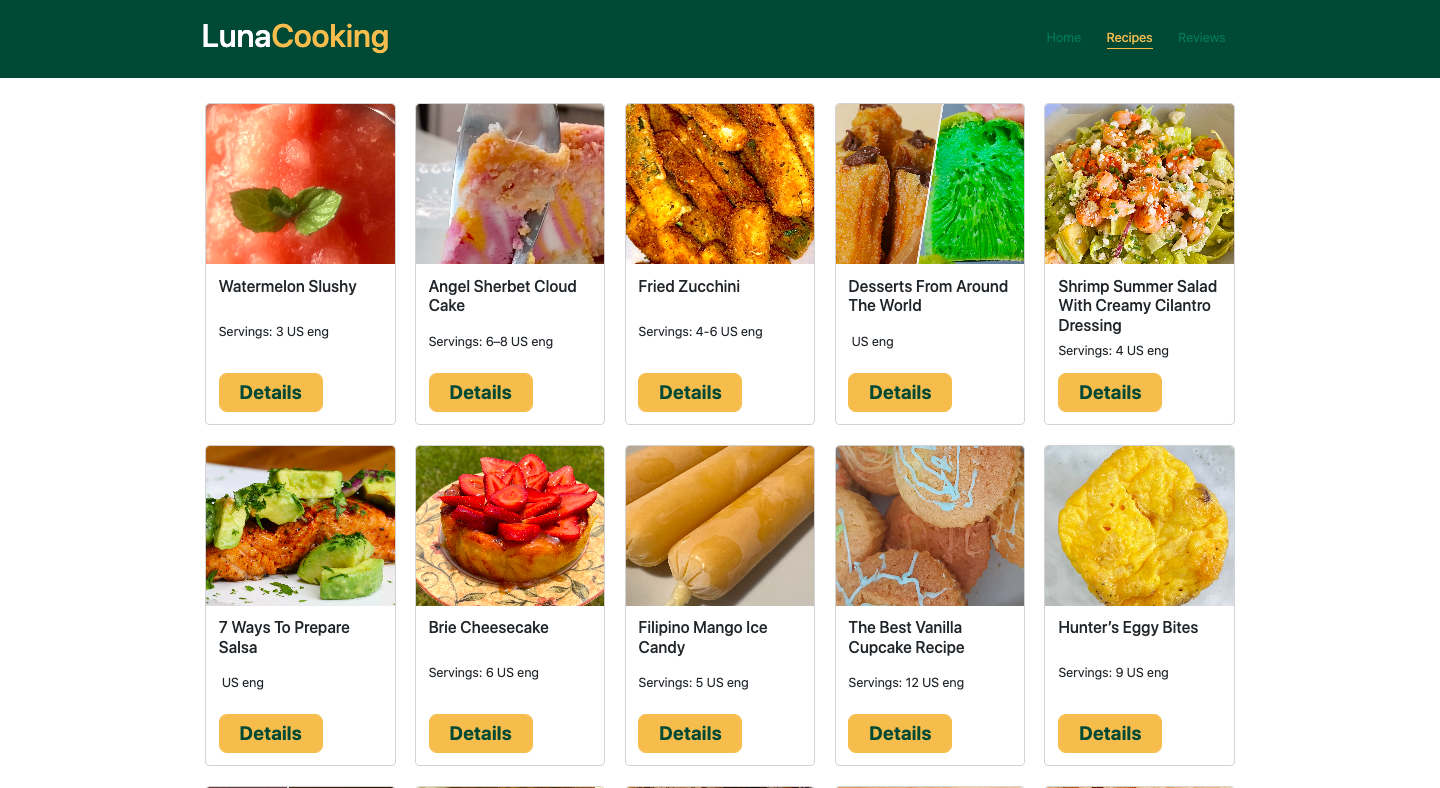 LunaCooking
Home Recipes Reviews
Watermelon Slushy
Servings: 3 US eng
Details
Angel Sherbet Cloud
Cake
Servings: 6–8 US eng
Details
Fried Zucchini
Servings: 4-6 US eng
Details
Desserts From Around
The World
US eng
Details
Shrimp Summer Salad
With Creamy Cilantro
Dressing
Servings: 4 US eng
Details
7 Ways To Prepare
Salsa
US eng
Details
Brie Cheesecake
Servings: 6 US eng
Details
Filipino Mango Ice
Candy
Servings: 5 US eng
Details
The Best Vanilla
Cupcake Recipe
Servings: 12 US eng
Details
Hunter’s Eggy Bites
Servings: 9 US eng
Details